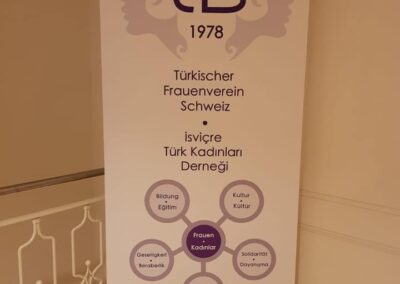 1978
Türkischer
Frauenverein
Schweiz
•
İsviçre
Türk Kadınları
Derneği
Bildung
•
Eğitim
Kultur
•
Kültür
Frauen
•
Kadınlar
Geselligkeit
•
Beraberlik
Solidarität
•
Dayanışma